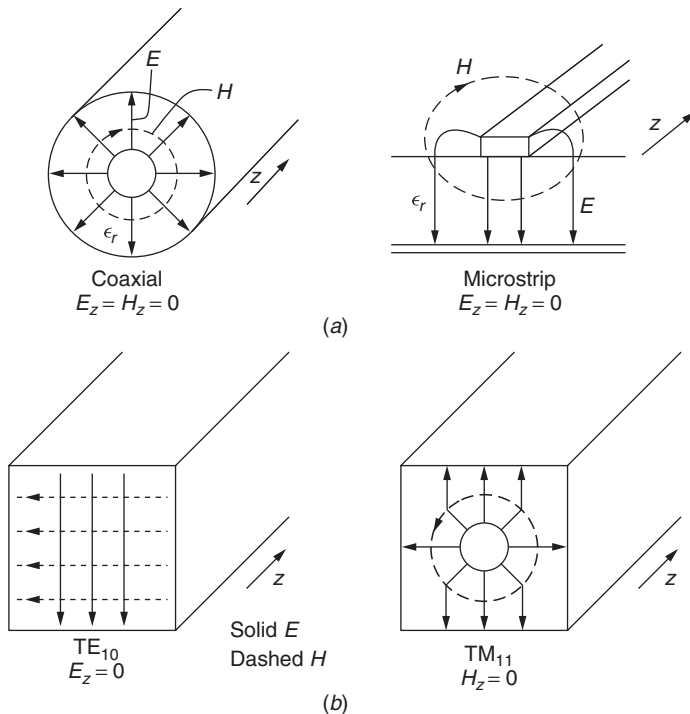 E
H
z
ϵr
Coaxial
Ez = Hz = 0
H
z
ϵr
E
Microstrip
Ez = Hz = 0
(a)
z
TE10
Ez = 0
Solid E
Dashed H
z
TM11
Hz = 0
(b)